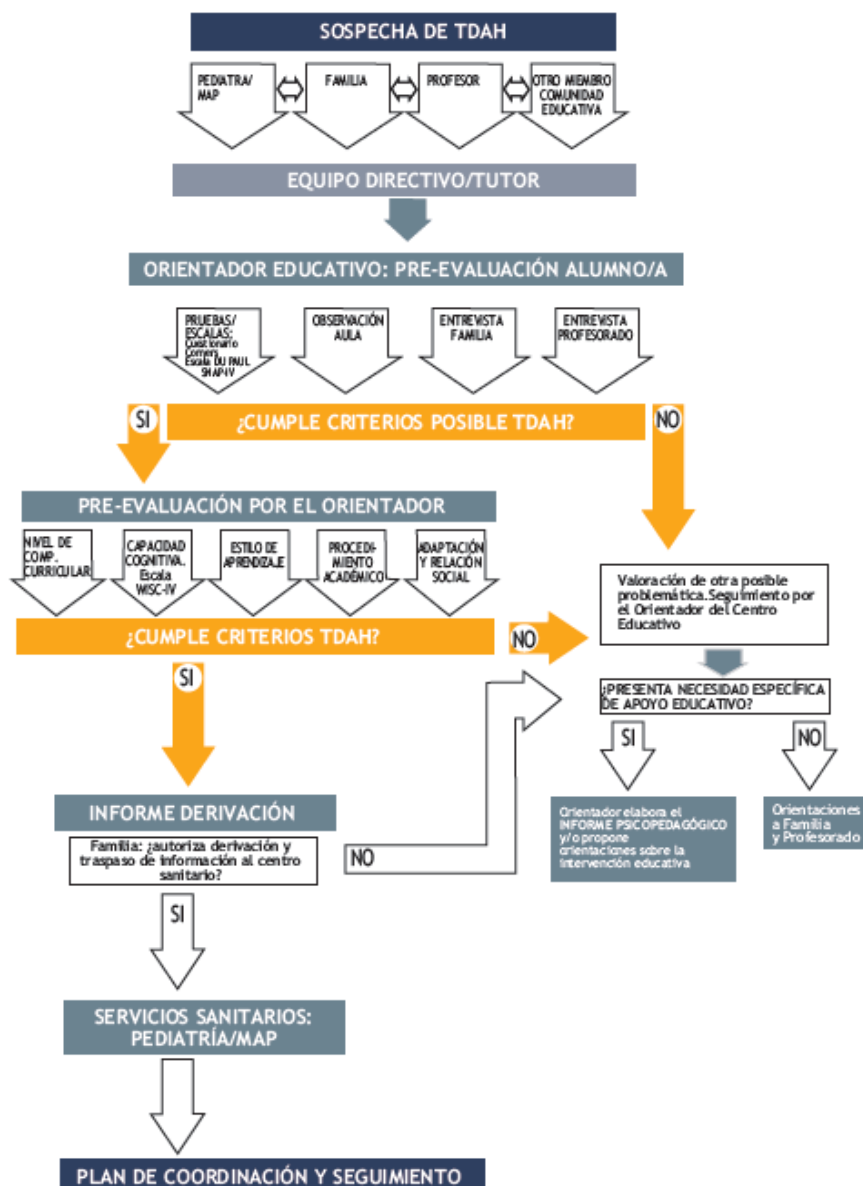 SOSPECHA DE TDAH
PEDIATRA/
MAP
FAMILIA
PROFESOR
OTRO MIEMBRO
COMUNIDAD
EDUCATIVA
EQUIPO DIRECTIVO/TUTOR
ORIENTADOR EDUCATIVO: PRE-EVALUACIÓN ALUMNO/A
PRUEBAS/
ESCALAS:
Cuestionario
Conners
Escala DU PAUL
SNAP-IV
OBSERVACIÓN
AULA
ENTREVISTA
FAMILIA
ENTREVISTA
PROFESORADO
SI
¿CUMPLE CRITERIOS POSIBLE TDAH?
NO
PRE-EVALUACIÓN POR EL ORIENTADOR
NIVEL DE
COMP.
CURRICULAR
CAPACIDAD
COGNITIVA.
Escala
WISC-IV
ESTILO DE
APRENDIZAJE
PROCEDI-
MIENTO
ACADÉMICO
ADAPTACIÓN
Y RELACIÓN
SOCIAL
Valoración de otra posible
problemática.Seguimiento por
el Orientador del Centro
Educativo
¿CUMPLE CRITERIOS TDAH?
NO
SI
¿PRESENTA NECESIDAD ESPECÍFICA
DE APOYO EDUCATIVO?
SI
NO
INFORME DERIVACIÓN
Familia: ¿autoriza derivación y
traspaso de información al centro
sanitario?
NO
Orientador elabora el
INFORME PSICOPEDAGÓGICO
y/o propone
orientaciones sobre la
intervención educativa
Orientaciones
a Familia
y Profesorado
SI
SERVICIOS SANITARIOS:
PEDIATRÍA/MAP
PLAN DE COORDINACIÓN Y SEGUIMIENTO